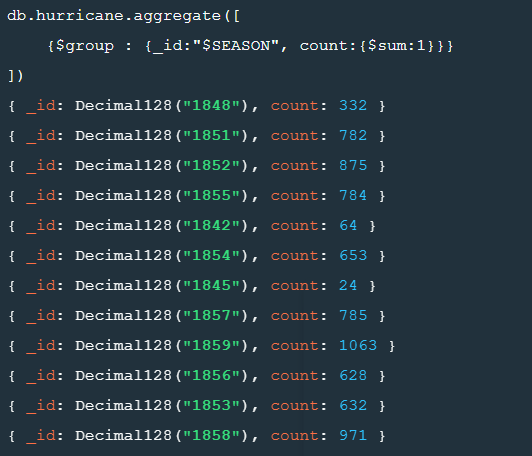 db.hurricane.aggregate([
    {$group : {_id:"$SEASON", count:{$sum:1}}}
])
{ _id: Decimal128("1848"), count: 332 }
{ _id: Decimal128("1851"), count: 782 }
{ _id: Decimal128("1852"), count: 875 }
{ _id: Decimal128("1855"), count: 784 }
{ _id: Decimal128("1842"), count: 64 }
{ _id: Decimal128("1854"), count: 653 }
{ _id: Decimal128("1845"), count: 24 }
{ _id: Decimal128("1857"), count: 785 }
{ _id: Decimal128("1859"), count: 1063 }
{ _id: Decimal128("1856"), count: 628 }
{ _id: Decimal128("1853"), count: 632 }
{ _id: Decimal128("1858"), count: 971 }